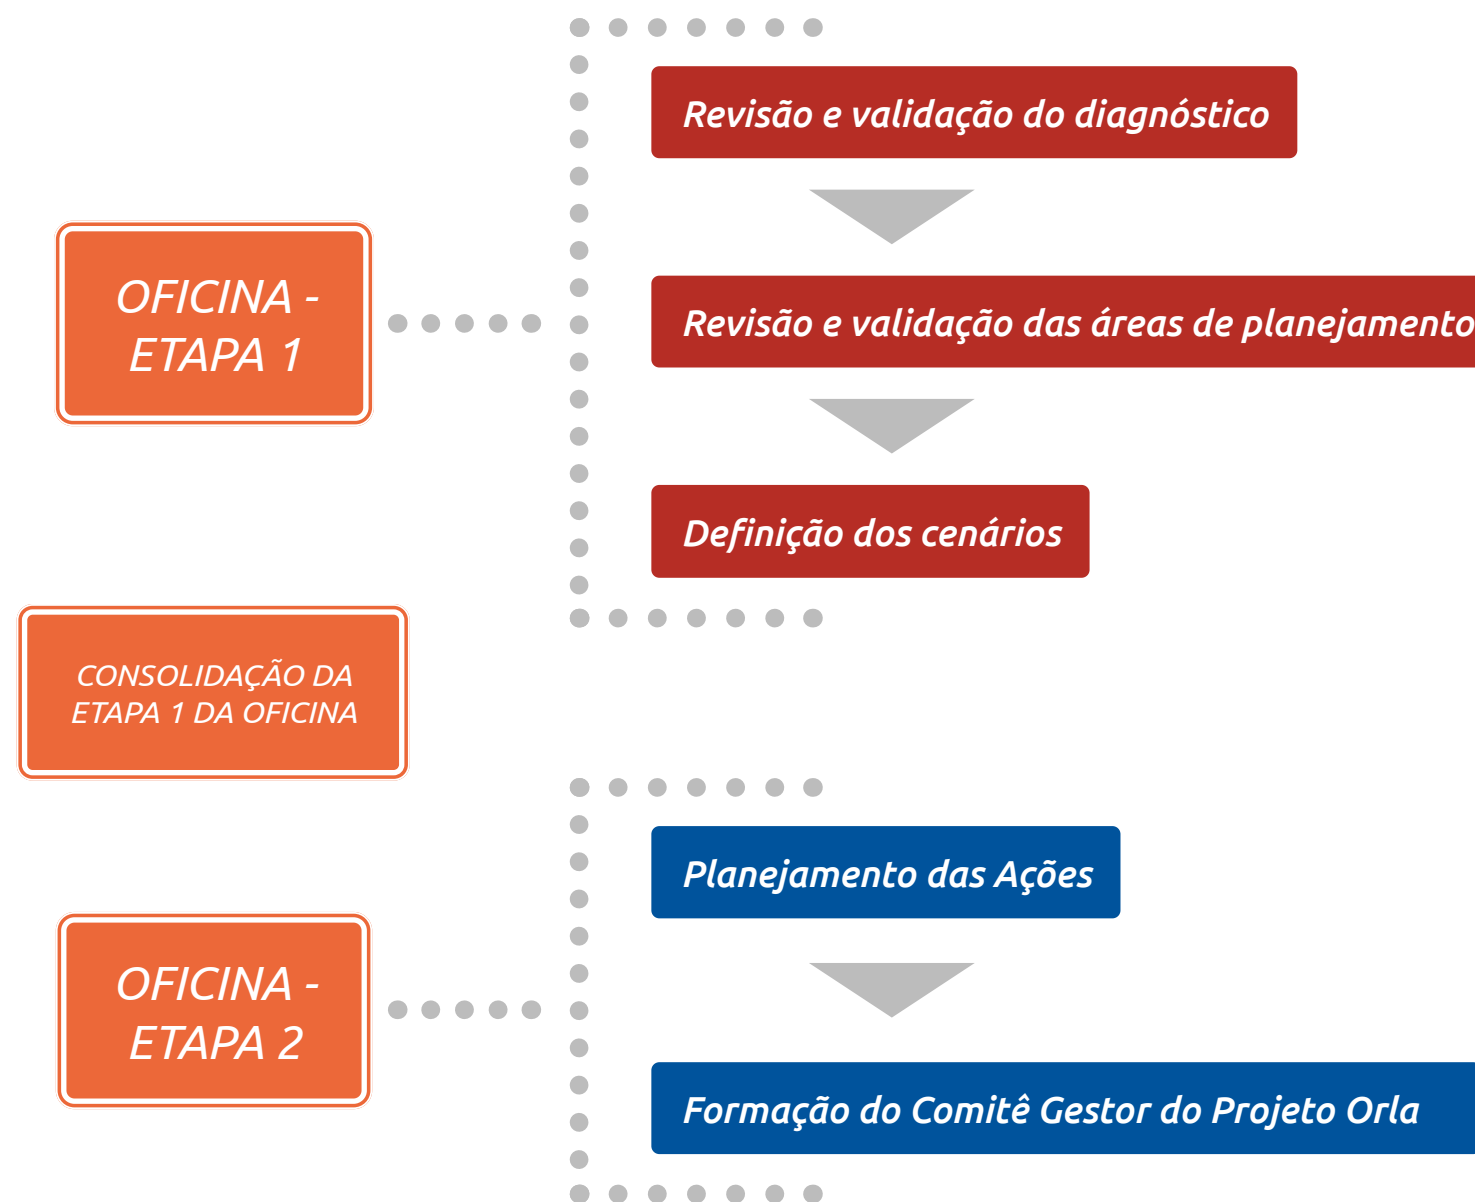 Revisão e validação do diagnóstico
OFICINA -
ETAPA 1
Revisão e validação das áreas de planejamento
Definição dos cenários
CONSOLIDAÇÃO DA
ETAPA 1 DA OFICINA
Planejamento das Ações
OFICINA -
ETAPA 2
Formação do Comitê Gestor do Projeto Orla